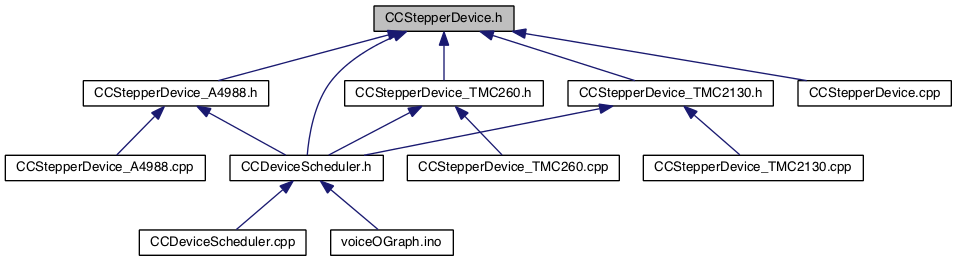 CCStepperDevice.h
CCStepperDevice_A4988.h
CCStepperDevice_TMC260.h
CCStepperDevice_TMC2130.h
CCStepperDevice.cpp
CCStepperDevice_A4988.cpp
CCDeviceScheduler.h
CCStepperDevice_TMC260.cpp
CCStepperDevice_TMC2130.cpp
CCDeviceScheduler.cpp
voiceOGraph.ino